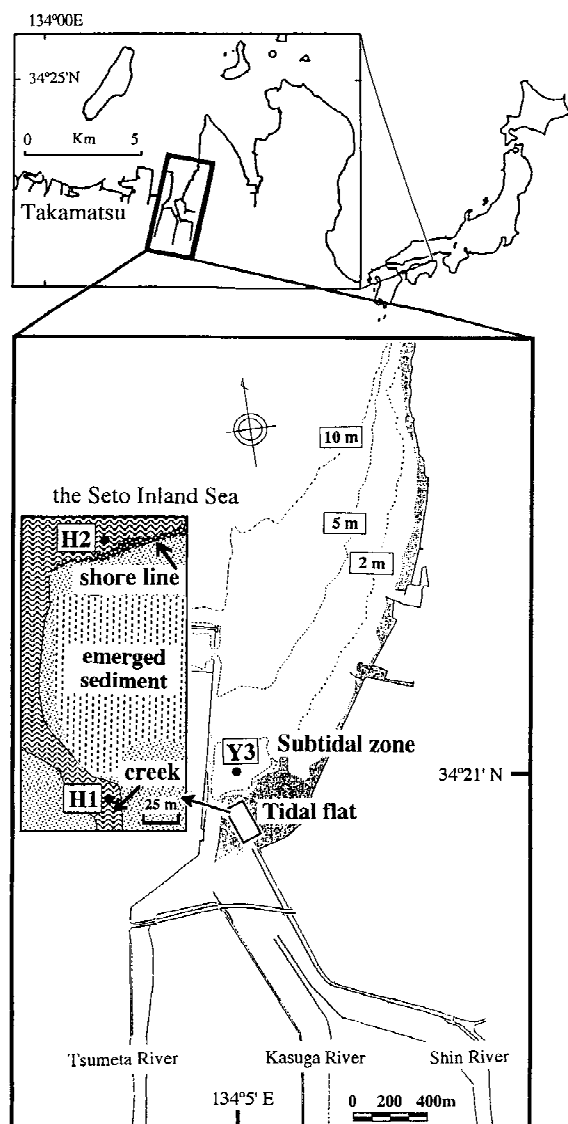 134°00E
34°25'N
0 Km 5
Takamatsu
10 m
the Seto Inland Sea
H2
5 m
shore line
2 m
emerged
sediment
Y3
Subtidal zone
34°21' N
creek
H1
25 m
Tidal flat
Tsumeta River
Kasuga River
Shin River
134°5' E
0 200 400m